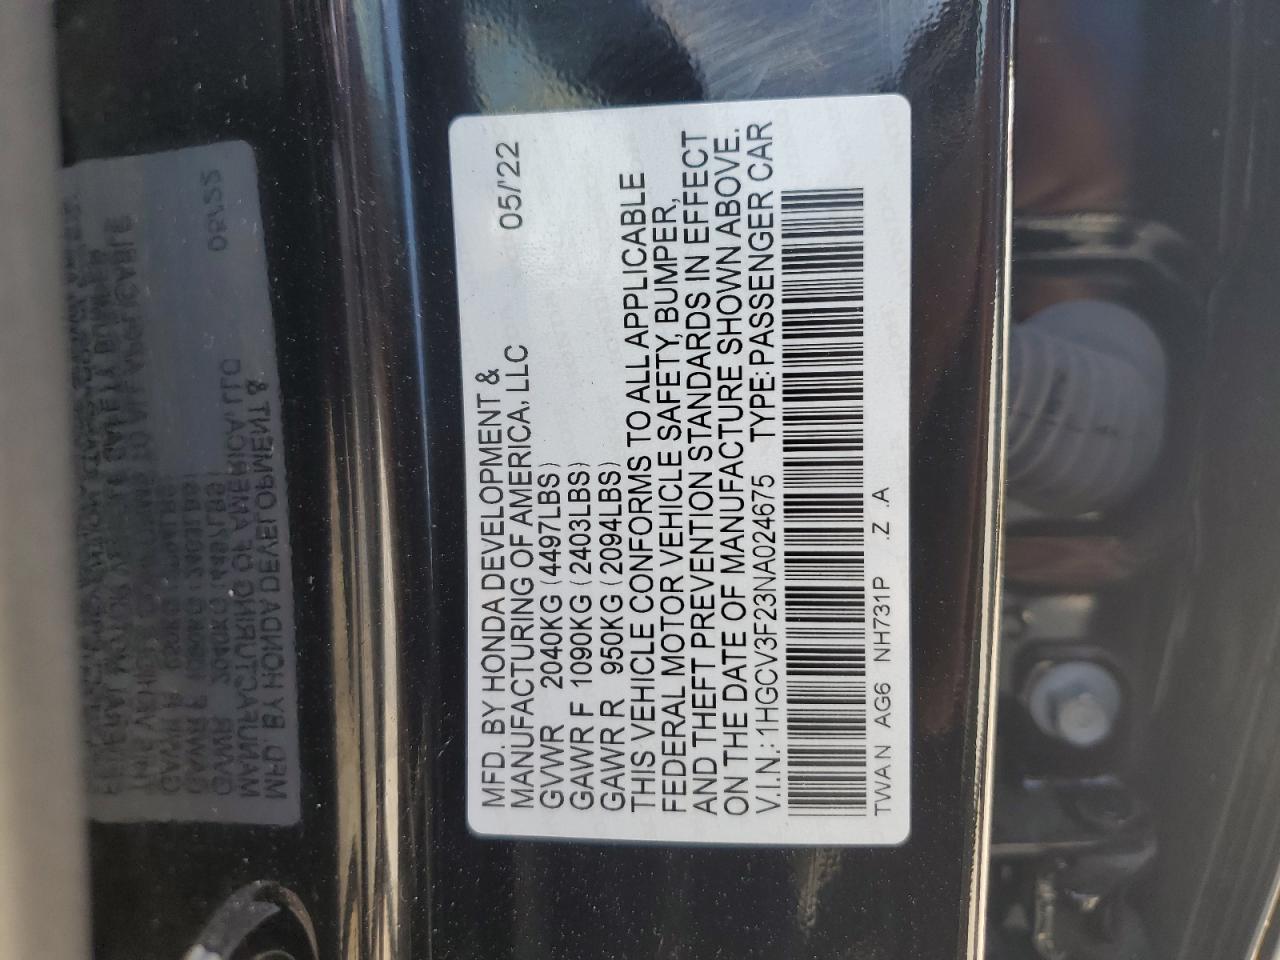 MFD. BY HONDA DEVELOPMENT &
MANUFACTURING OF AMERICA, LLC 05/'22
GVWR 2040KG (4497LBS)
GAWR F 1090KG (2403LBS)
GAWR R 950KG (2094LBS)
THIS VEHICLE CONFORMS TO ALL APPLICABLE
FEDERAL MOTOR VEHICLE SAFETY, BUMPER,
AND THEFT PREVENTION STANDARDS IN EFFECT
ON THE DATE OF MANUFACTURE SHOWN ABOVE.
V.I.N.: 1HGCV3F23NA024675 TYPE: PASSENGER CAR
TWAN AG6 NH731P .Z .A